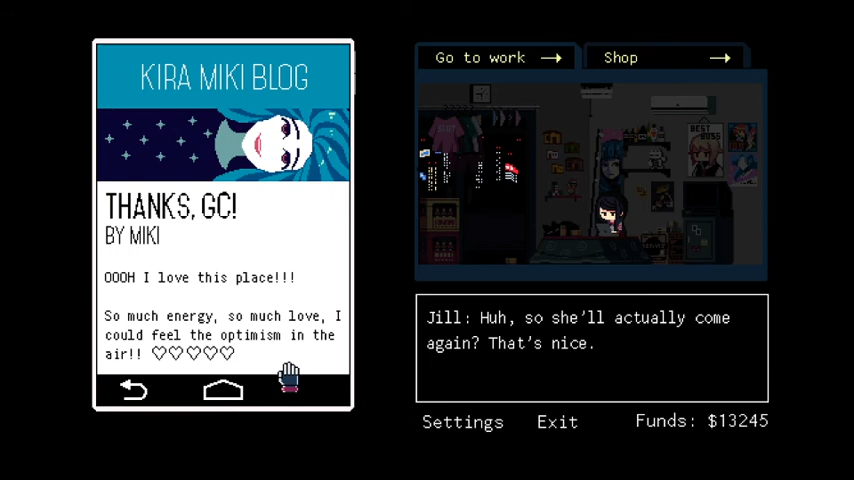 KIRA MIKI BLOG
THANKS, GC!
BY MIKI
OOOH I love this place!!!
So much energy, so much love, I
could feel the optimism in the
air!! ♡♡♡♡♡
Go to work →
Shop →
BEST
BOSS
Jill: Huh, so she'll actually come
again? That's nice.
Settings
Exit
Funds: $13245